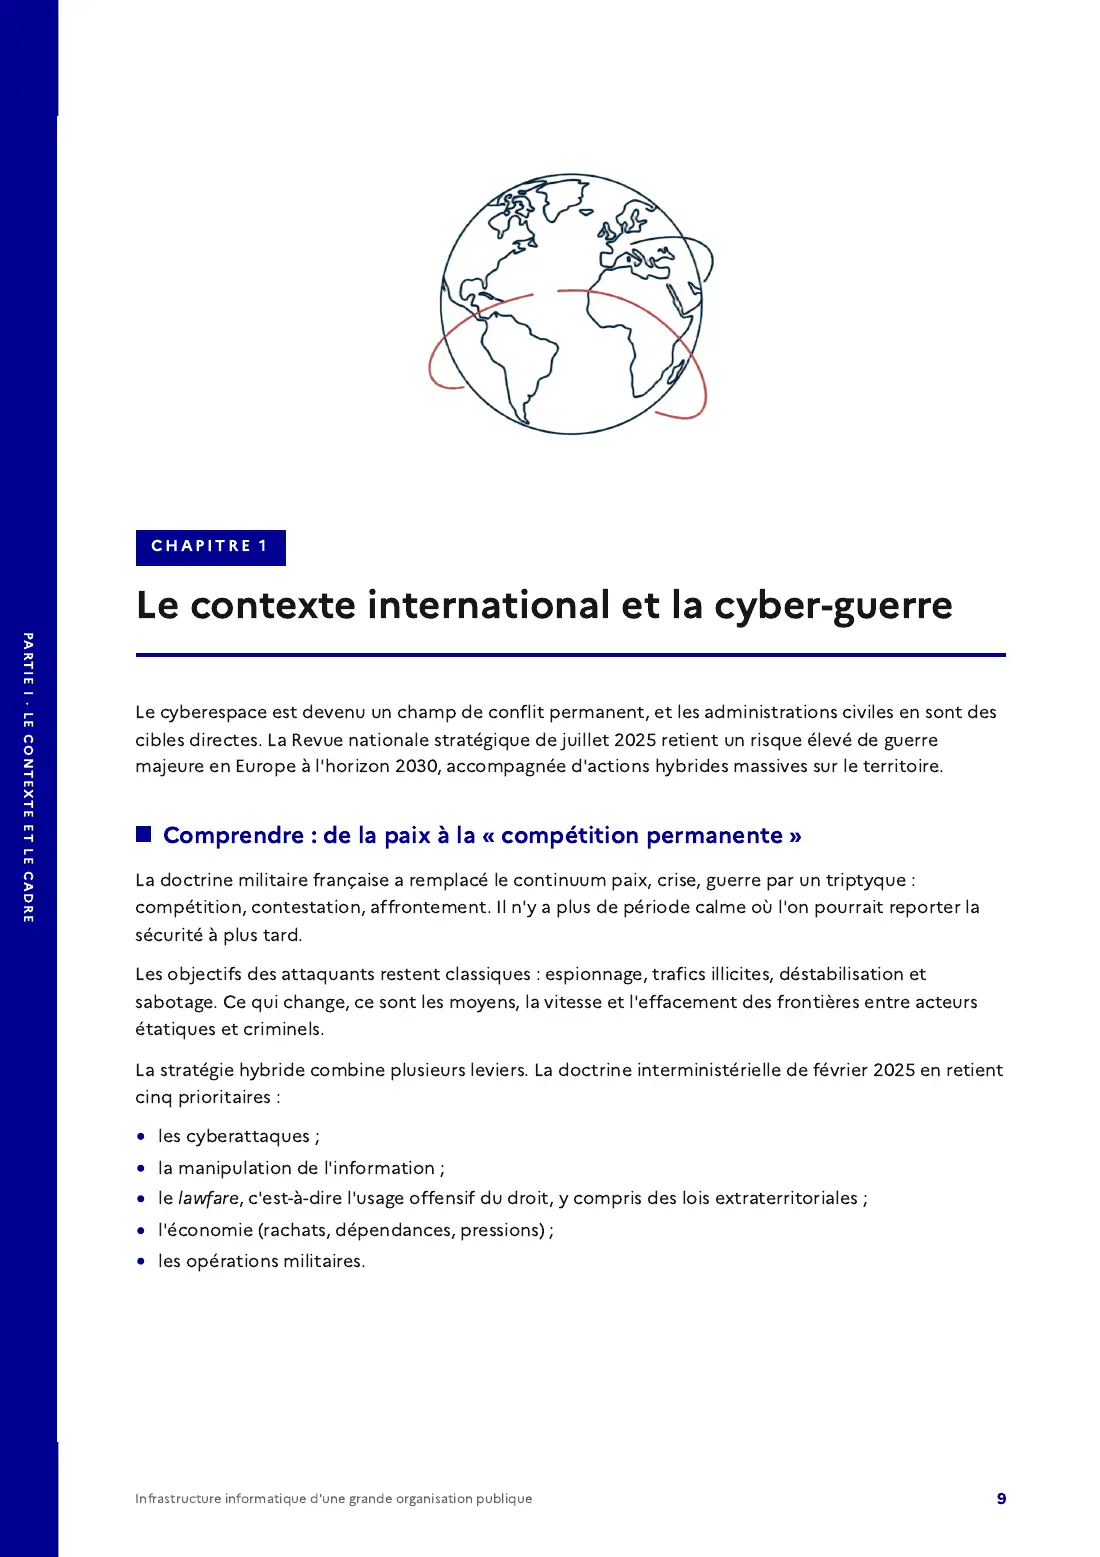 CHAPITRE 1
Le contexte international et la cyber-guerre
PARTIE I · LE CONTEXTE ET LE CADRE
Le cyberespace est devenu un champ de conflit permanent, et les administrations civiles en sont des
cibles directes. La Revue nationale stratégique de juillet 2025 retient un risque élevé de guerre
majeure en Europe à l'horizon 2030, accompagnée d'actions hybrides massives sur le territoire.
Comprendre : de la paix à la « compétition permanente »
La doctrine militaire française a remplacé le continuum paix, crise, guerre par un triptyque :
compétition, contestation, affrontement. Il n'y a plus de période calme où l'on pourrait reporter la
sécurité à plus tard.
Les objectifs des attaquants restent classiques : espionnage, trafics illicites, déstabilisation et
sabotage. Ce qui change, ce sont les moyens, la vitesse et l'effacement des frontières entre acteurs
étatiques et criminels.
La stratégie hybride combine plusieurs leviers. La doctrine interministérielle de février 2025 en retient
cinq prioritaires :
• les cyberattaques ;
• la manipulation de l'information ;
• le lawfare, c'est-à-dire l'usage offensif du droit, y compris des lois extraterritoriales ;
• l'économie (rachats, dépendances, pressions) ;
• les opérations militaires.
Infrastructure informatique d'une grande organisation publique
9